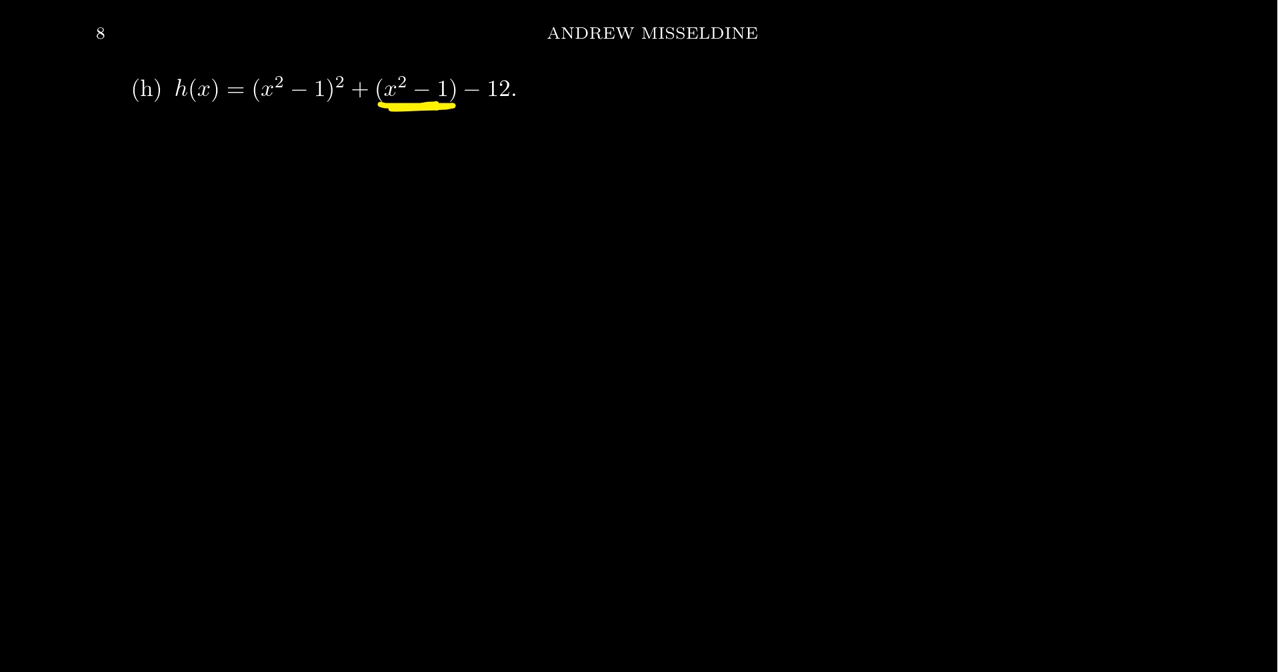 8 ANDREW MISSELDINE
(h) h(x) = (x² − 1)² + (x² − 1) − 12.